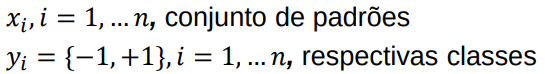 𝑥ᵢ, 𝑖 = 1, … 𝑛, conjunto de padrões
𝑦ᵢ = {−1, +1}, 𝑖 = 1, … 𝑛, respectivas classes